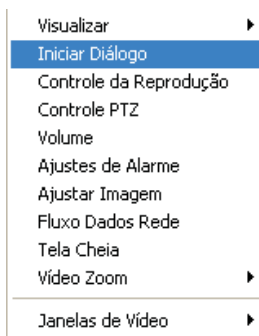 Visualizar
Iniciar Diálogo
Controle da Reprodução
Controle PTZ
Volume
Ajustes de Alarme
Ajustar Imagem
Fluxo Dados Rede
Tela Cheia
Vídeo Zoom
Janelas de Vídeo